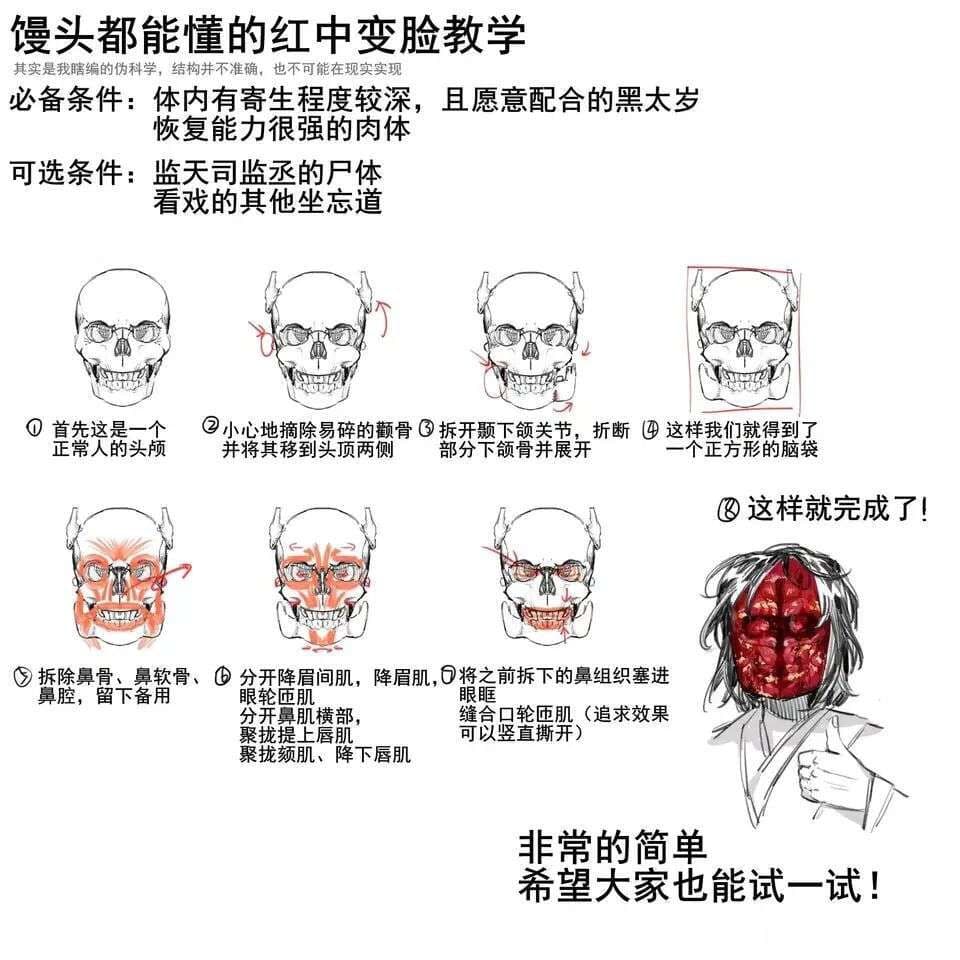 馒头都能懂的红中变脸教学
其实是我瞎编的伪科学，结构并不准确，也不可能在现实实现
必备条件：体内有寄生程度较深，且愿意配合的黑太岁
恢复能力很强的肉体
可选条件：监天司监丞的尸体
看戏的其他坐忘道
① 首先这是一个
正常人的头颅
② 小心地摘除易碎的颧骨
并将其移到头顶两侧
③ 拆开颞下颌关节，折断
部分下颌骨并展开
④ 这样我们就得到了
一个正方形的脑袋
⑤ 拆除鼻骨、鼻软骨、
鼻腔，留下备用
⑥ 分开降眉间肌，降眉肌，
眼轮匝肌
分开鼻肌横部，
聚拢提上唇肌
聚拢颏肌、降下唇肌
⑦ 将之前拆下的鼻组织塞进
眼眶
缝合口轮匝肌（追求效果
可以竖直撕开）
⑧ 这样就完成了！
非常的简单
希望大家也能试一试！